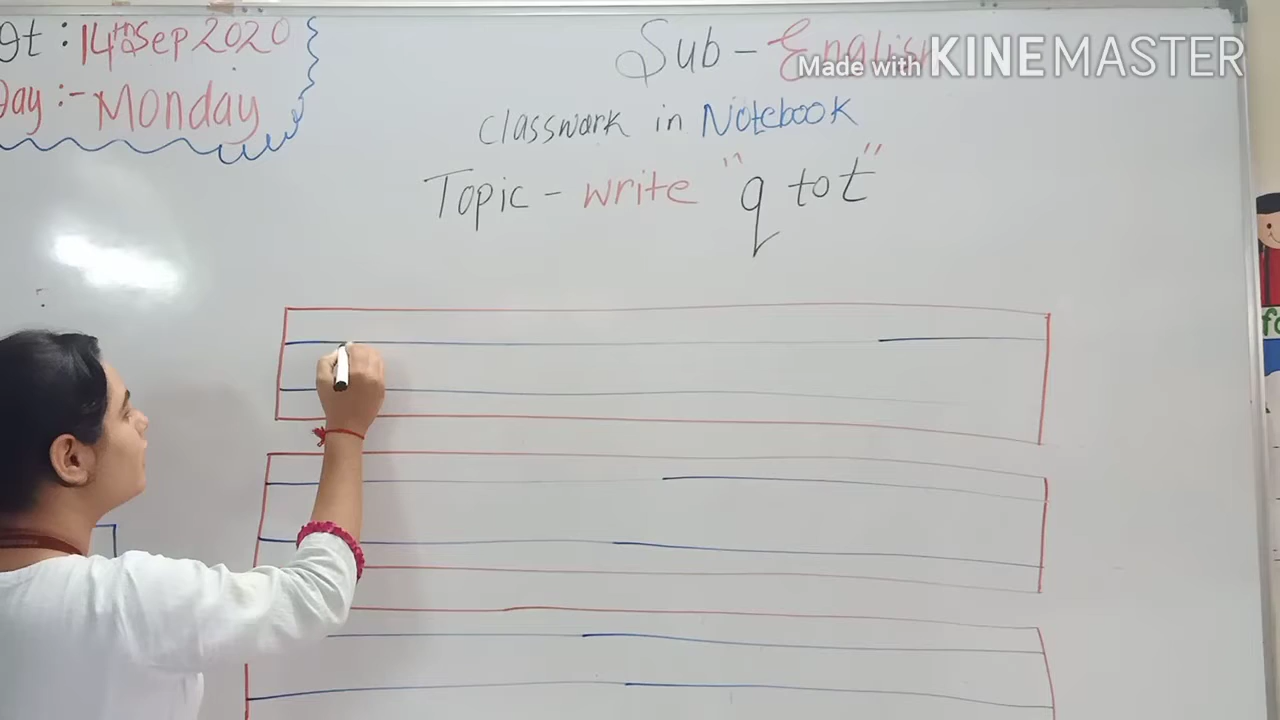 Dt : 14th Sep 2020
Day :- Monday
Sub - English
Made with KINEMASTER
classwork in Notebook
Topic - write "q to t"